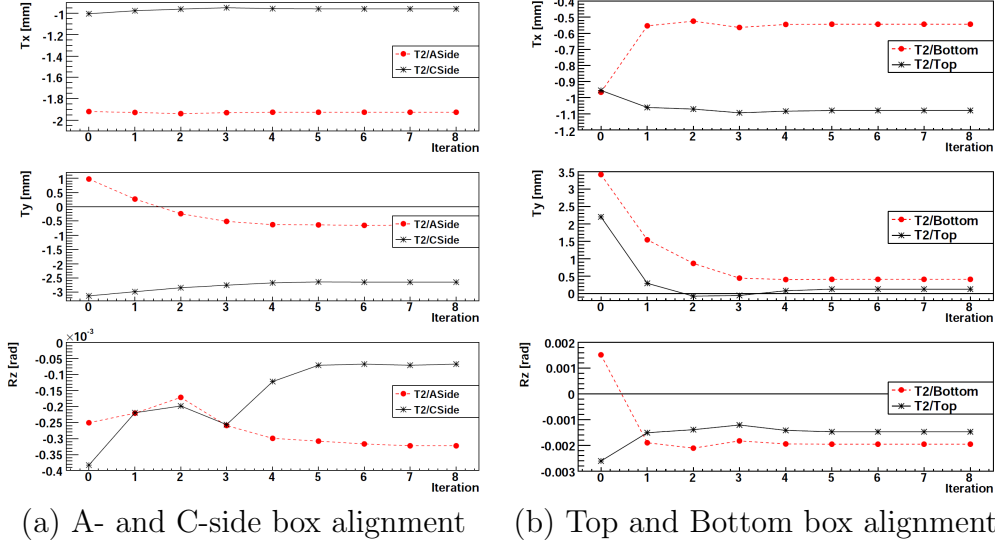 Tx [mm]
-1
-1.2
-1.4
-1.6
-1.8
-2
T2/ASide
T2/CSide
0 1 2 3 4 5 6 7 8
Iteration
Ty [mm]
1
0.5
0
-0.5
-1
-1.5
-2
-2.5
-3
T2/ASide
T2/CSide
0 1 2 3 4 5 6 7 8
Iteration
×10⁻³
Rz [rad]
0
-0.05
-0.1
-0.15
-0.2
-0.25
-0.3
-0.35
-0.4
T2/ASide
T2/CSide
0 1 2 3 4 5 6 7 8
Iteration
(a) A- and C-side box alignment
Tx [mm]
-0.4
-0.5
-0.6
-0.7
-0.8
-0.9
-1
-1.1
-1.2
T2/Bottom
T2/Top
0 1 2 3 4 5 6 7 8
Iteration
Ty [mm]
3.5
3
2.5
2
1.5
1
0.5
0
T2/Bottom
T2/Top
0 1 2 3 4 5 6 7 8
Iteration
Rz [rad]
0.002
0.001
0
-0.001
-0.002
-0.003
T2/Bottom
T2/Top
0 1 2 3 4 5 6 7 8
Iteration
(b) Top and Bottom box alignment